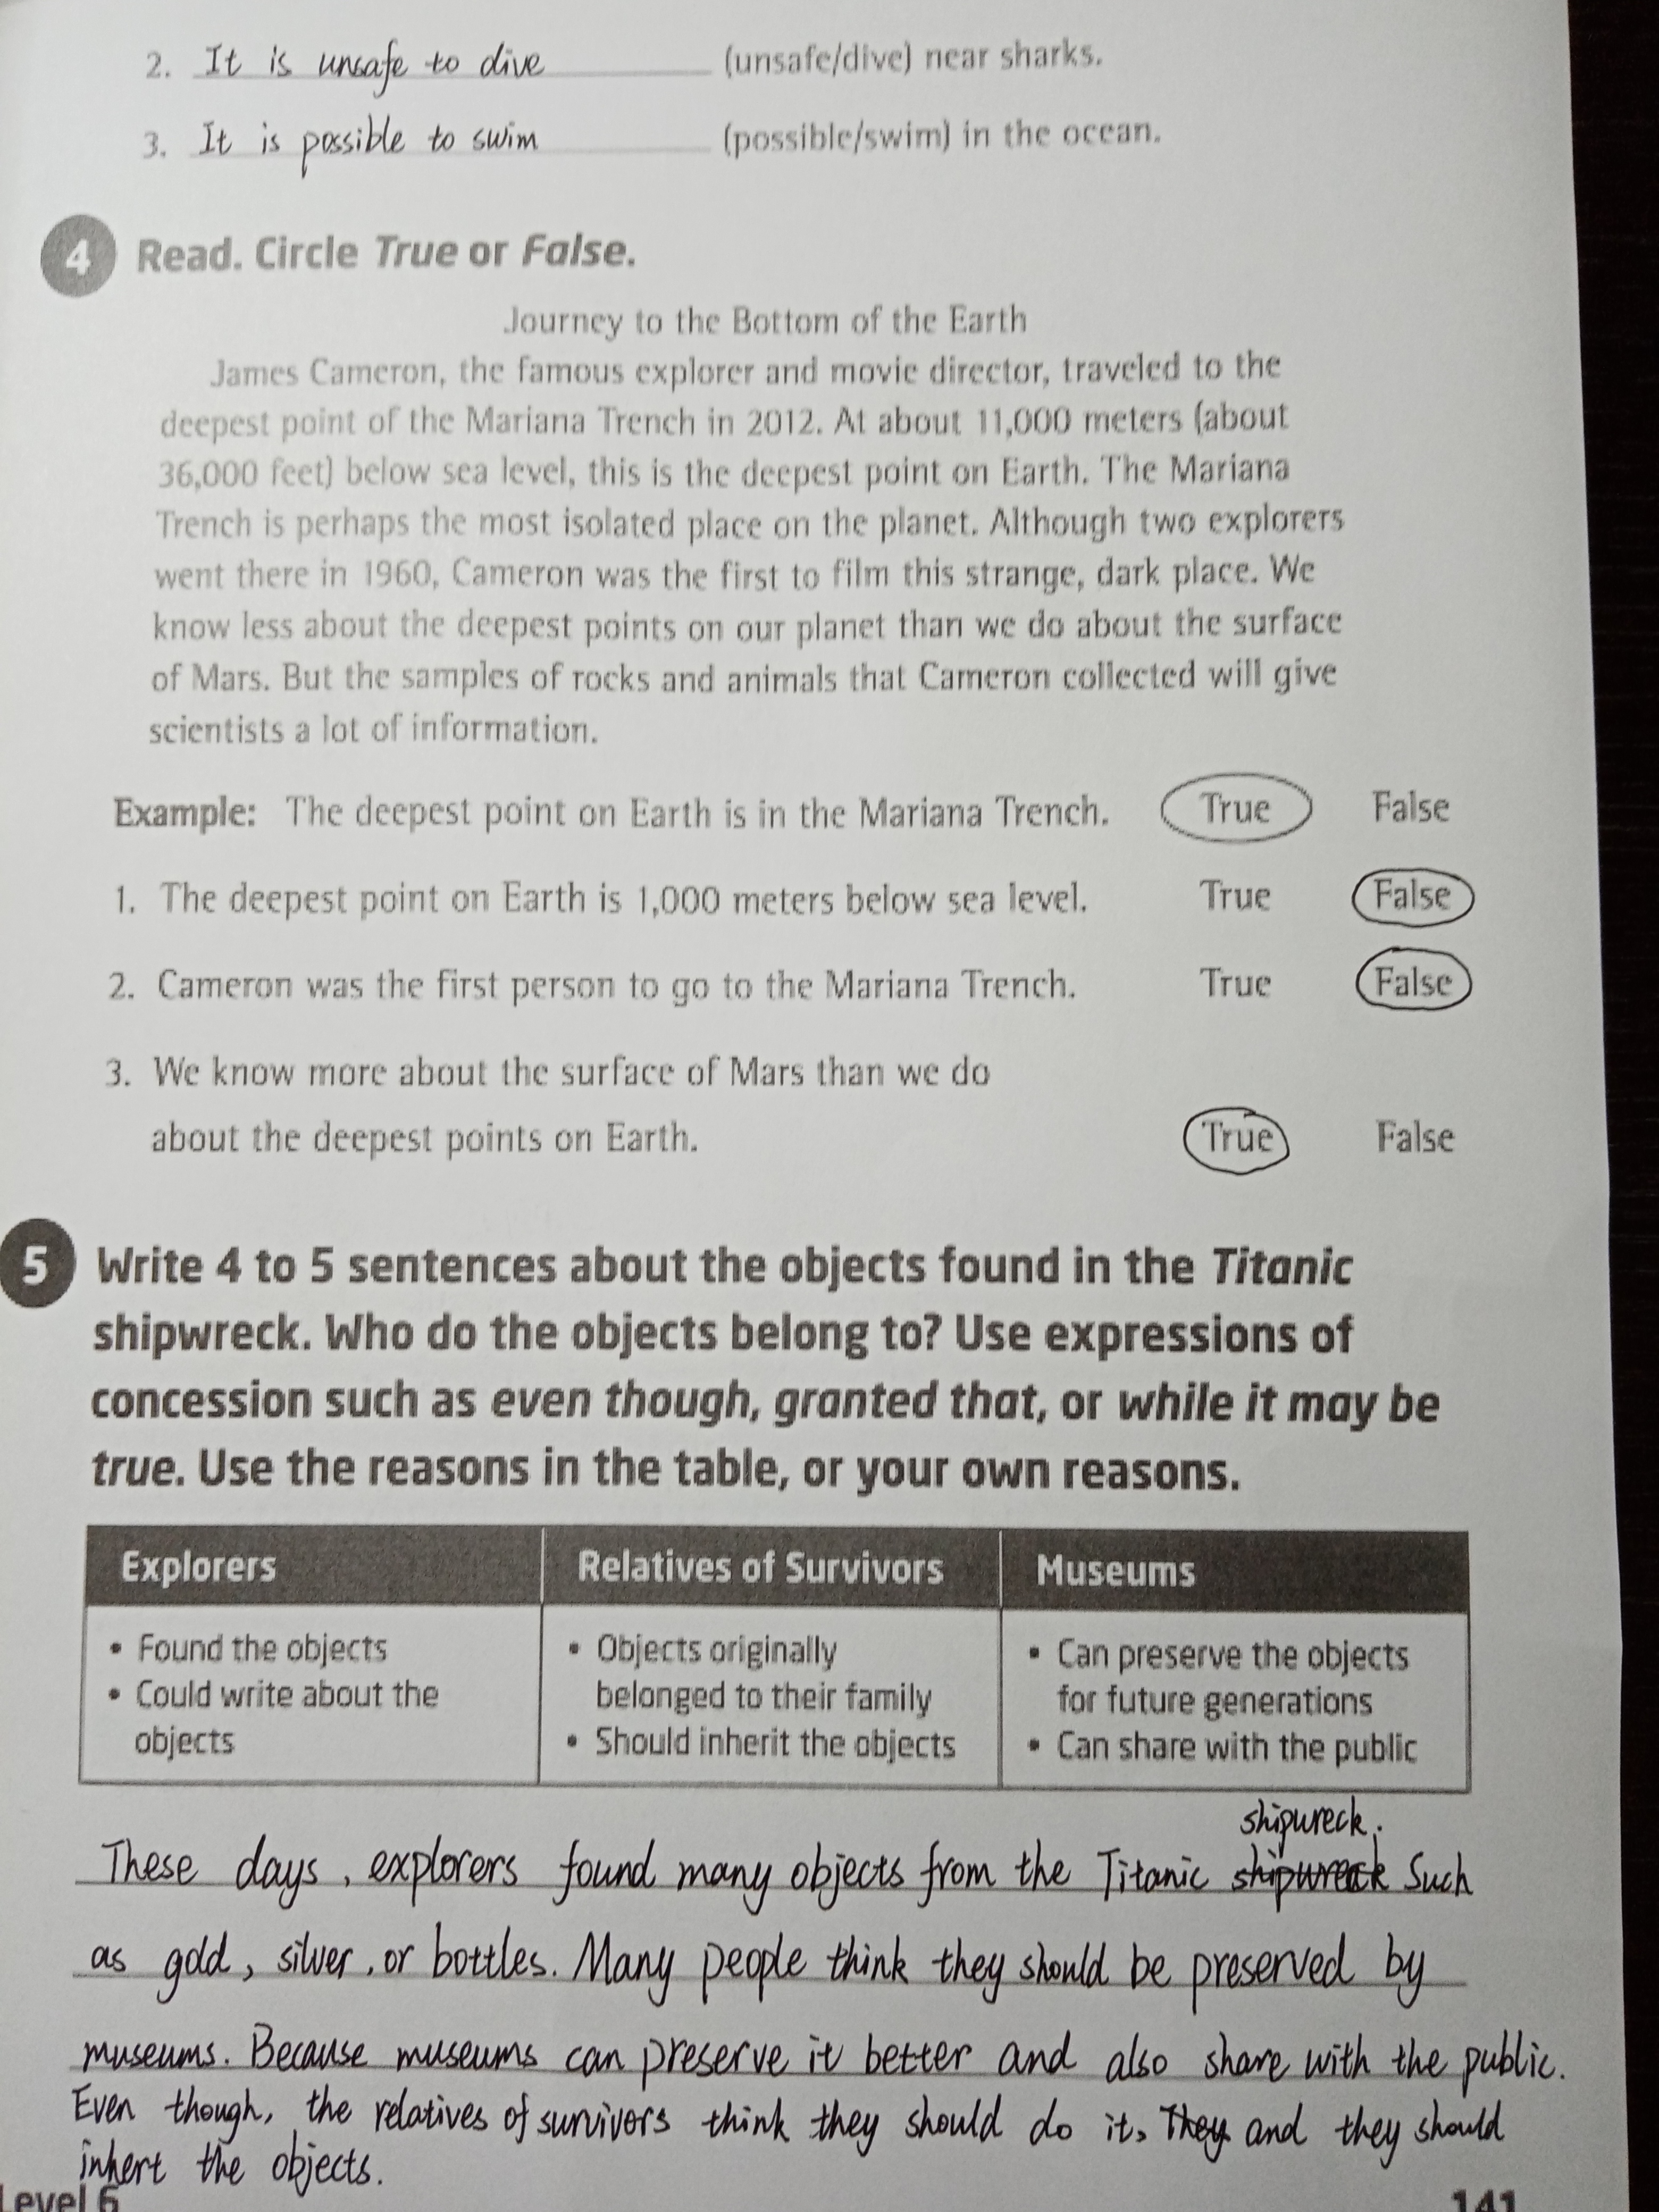 2. It is unsafe to dive (unsafe/dive) near sharks.
3. It is possible to swim (possible/swim) in the ocean.
4 Read. Circle True or False.
Journey to the Bottom of the Earth
James Cameron, the famous explorer and movie director, traveled to the
deepest point of the Mariana Trench in 2012. At about 11,000 meters (about
36,000 feet) below sea level, this is the deepest point on Earth. The Mariana
Trench is perhaps the most isolated place on the planet. Although two explorers
went there in 1960, Cameron was the first to film this strange, dark place. We
know less about the deepest points on our planet than we do about the surface
of Mars. But the samples of rocks and animals that Cameron collected will give
scientists a lot of information.
Example: The deepest point on Earth is in the Mariana Trench. True False
1. The deepest point on Earth is 1,000 meters below sea level. True False
2. Cameron was the first person to go to the Mariana Trench. True False
3. We know more about the surface of Mars than we do
about the deepest points on Earth. True False
5 Write 4 to 5 sentences about the objects found in the Titanic
shipwreck. Who do the objects belong to? Use expressions of
concession such as even though, granted that, or while it may be
true. Use the reasons in the table, or your own reasons.
Explorers Relatives of Survivors Museums
• Found the objects
• Could write about the
objects
• Objects originally
belonged to their family
• Should inherit the objects
• Can preserve the objects
for future generations
• Can share with the public
shipwreck.
These days, explorers found many objects from the Titanic shipwreck Such
as gold, silver, or bottles. Many people think they should be preserved by
museums. Because museums can preserve it better and also share with the public.
Even though, the relatives of survivors think they should do it, They and they should
inhert the objects.
Level 6 141